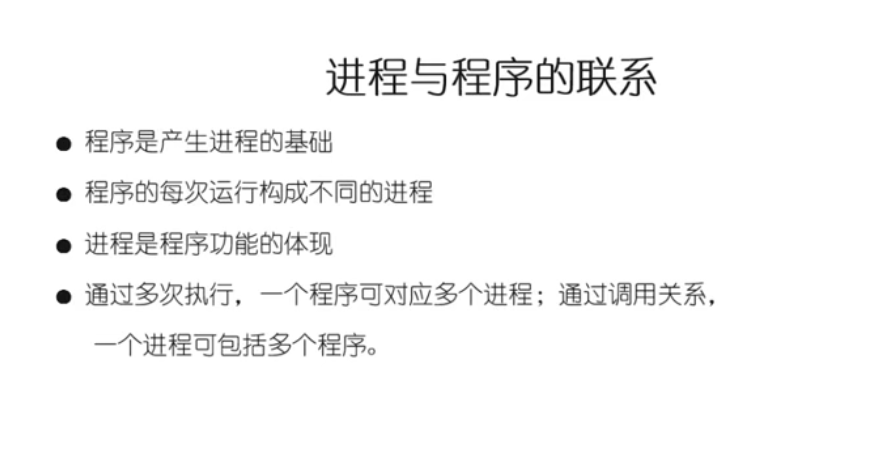 进程与程序的联系
● 程序是产生进程的基础
● 程序的每次运行构成不同的进程
● 进程是程序功能的体现
● 通过多次执行，一个程序可对应多个进程；通过调用关系，
一个进程可包括多个程序。